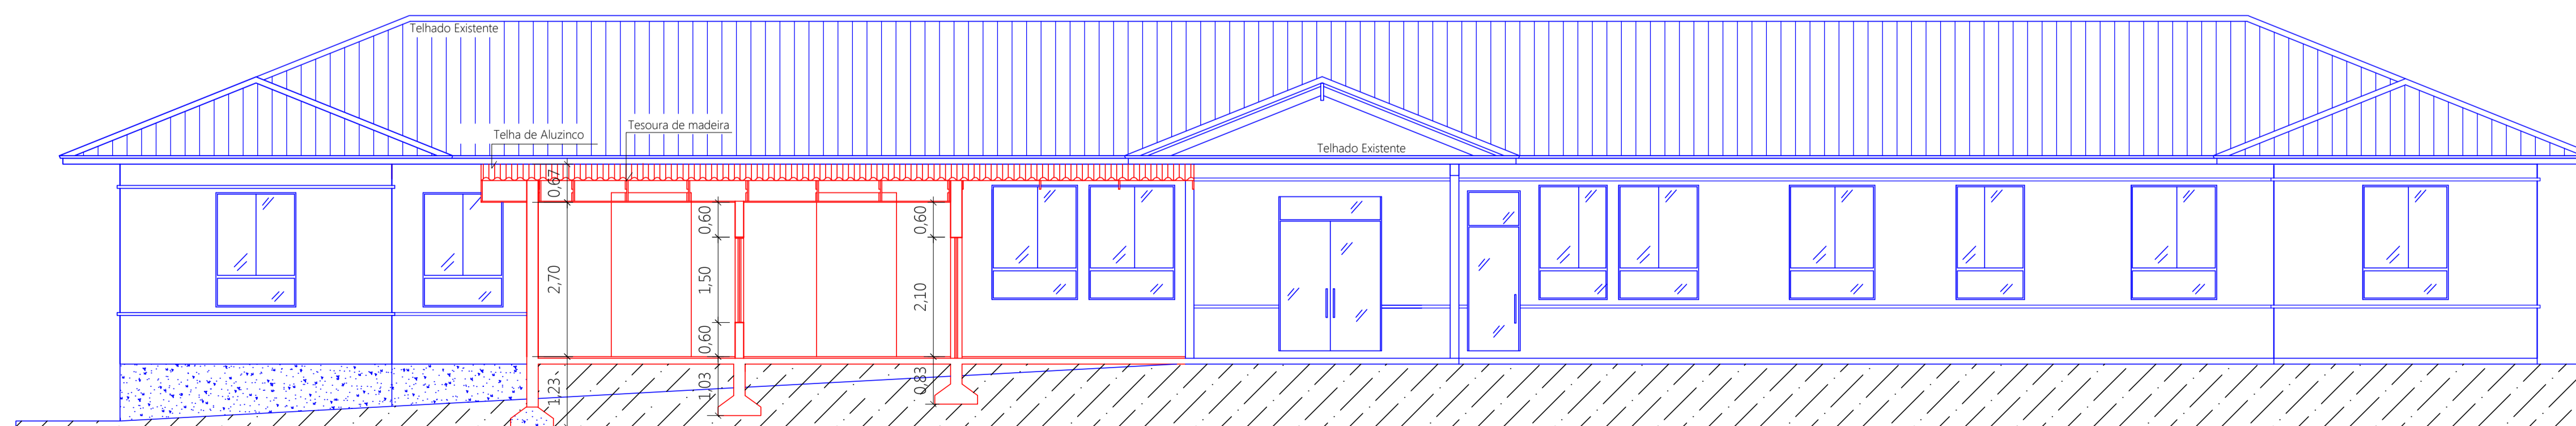 Telhado Existente
Telha de Aluzinco
Tesoura de madeira
Telhado Existente
0,67
0,60
0,60
2,70
1,50
2,10
0,60
1,23
1,03
0,83